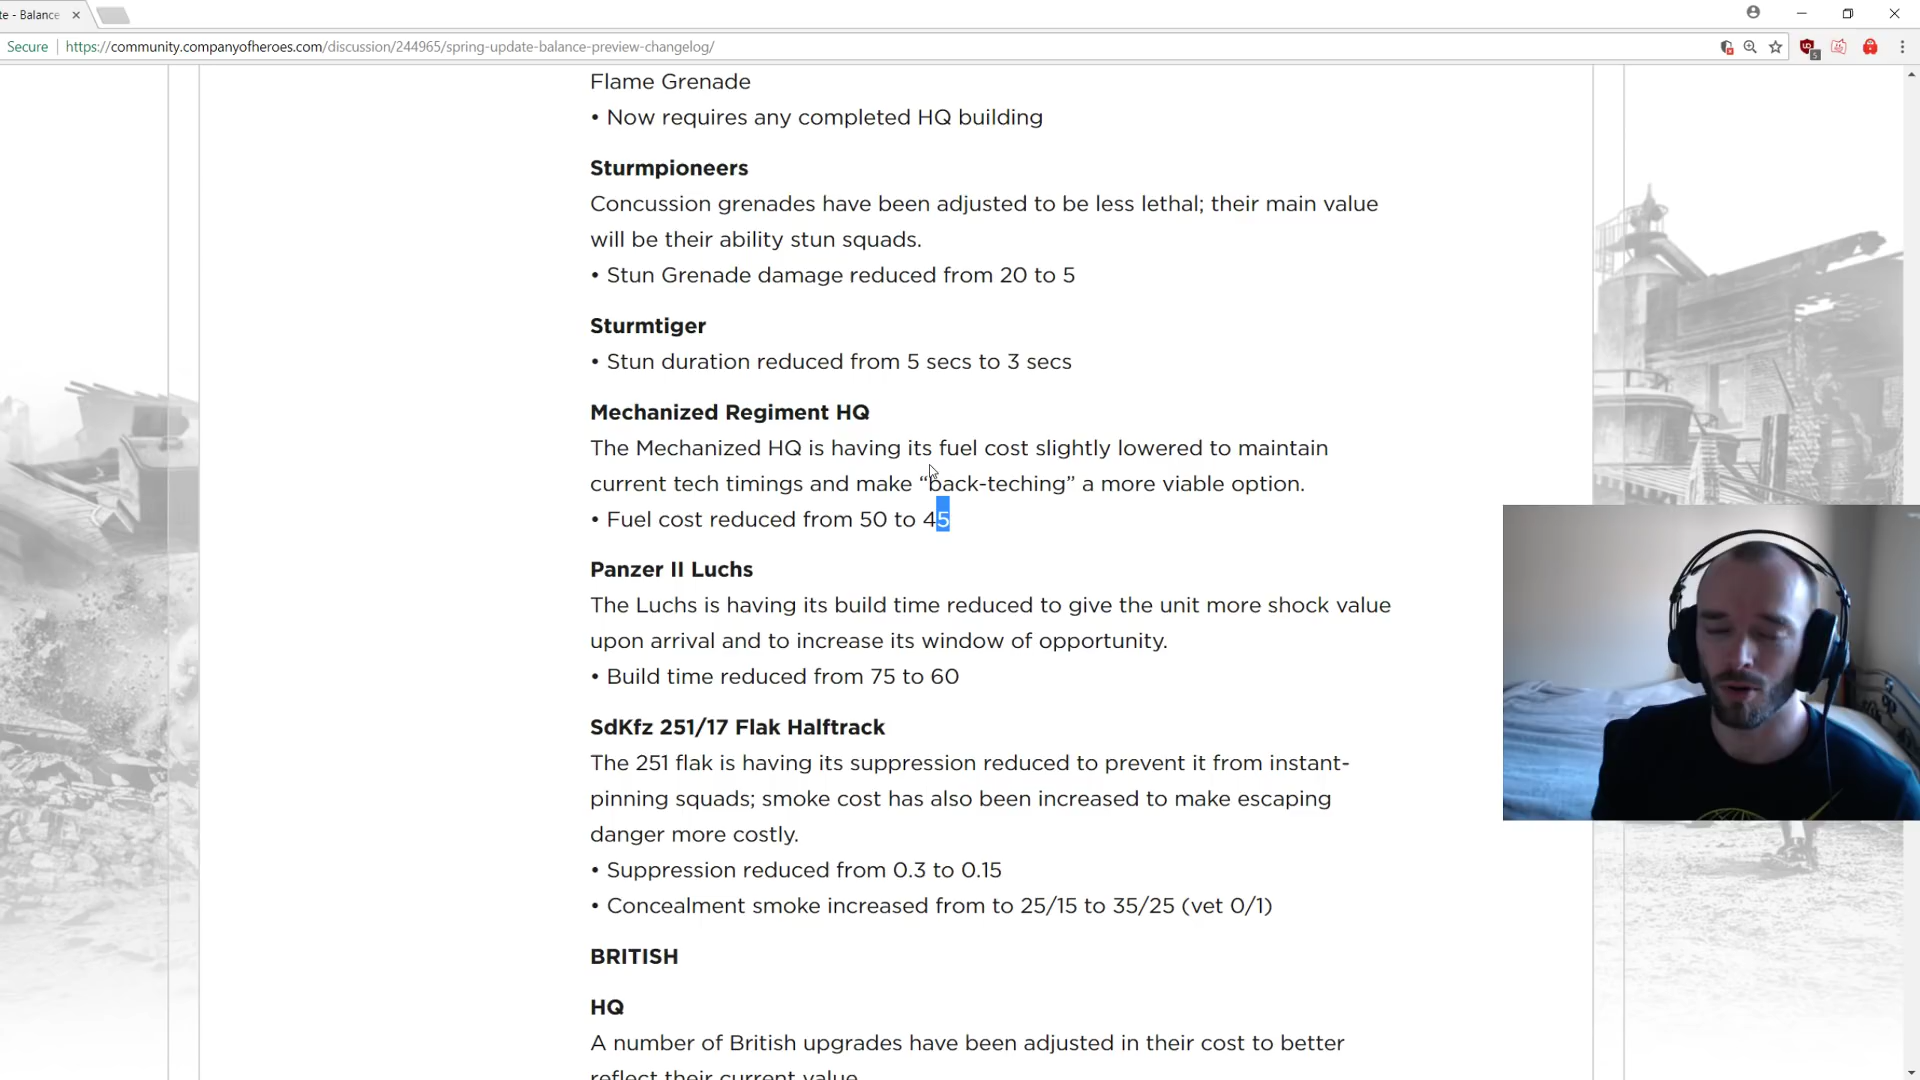 te - Balance
Secure
https://community.companyofheroes.com/discussion/244965/spring-update-balance-preview-changelog/
Flame Grenade
• Now requires any completed HQ building
Sturmpioneers
Concussion grenades have been adjusted to be less lethal; their main value
will be their ability stun squads.
• Stun Grenade damage reduced from 20 to 5
Sturmtiger
• Stun duration reduced from 5 secs to 3 secs
Mechanized Regiment HQ
The Mechanized HQ is having its fuel cost slightly lowered to maintain
current tech timings and make “back-teching” a more viable option.
• Fuel cost reduced from 50 to 45
Panzer II Luchs
The Luchs is having its build time reduced to give the unit more shock value
upon arrival and to increase its window of opportunity.
• Build time reduced from 75 to 60
SdKfz 251/17 Flak Halftrack
The 251 flak is having its suppression reduced to prevent it from instant-
pinning squads; smoke cost has also been increased to make escaping
danger more costly.
• Suppression reduced from 0.3 to 0.15
• Concealment smoke increased from to 25/15 to 35/25 (vet 0/1)
BRITISH
HQ
A number of British upgrades have been adjusted in their cost to better
reflect their current value.